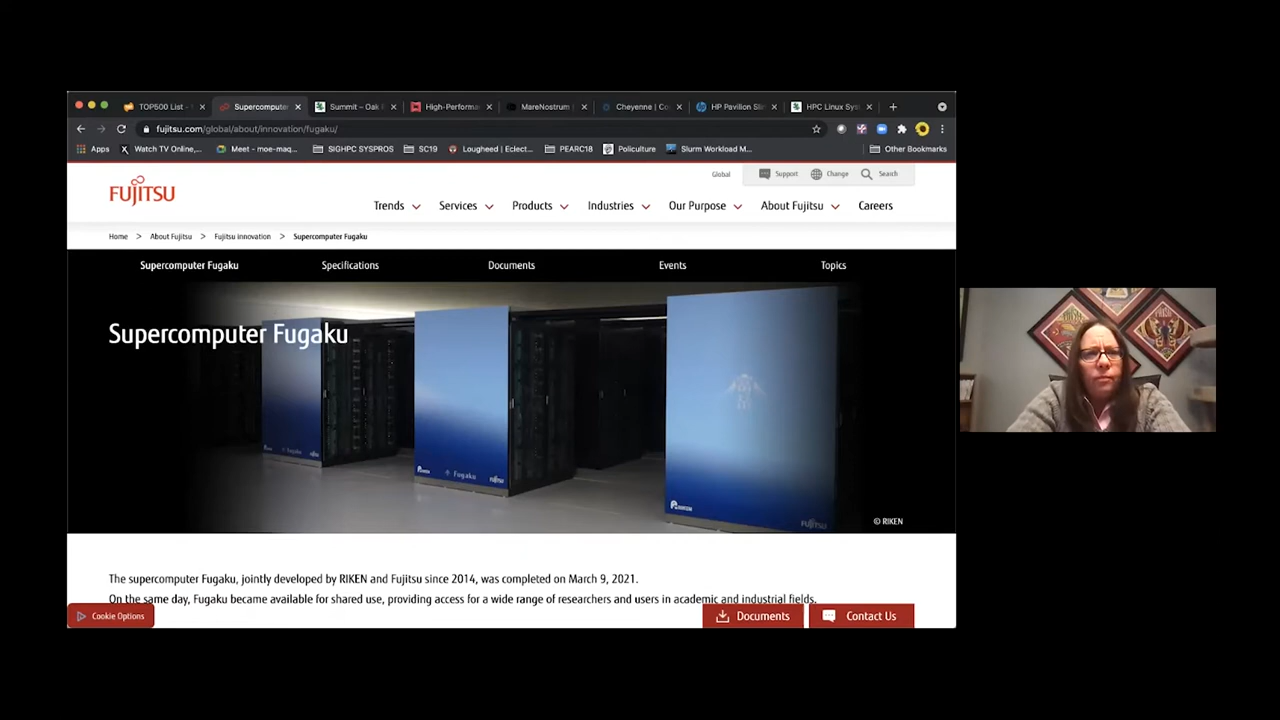 TOP500 List -
Supercomputer
Summit – Oak R
High-Performa
MareNostrum
Cheyenne | Co
HP Pavilion Sli
HPC Linux Sys
fujitsu.com/global/about/innovation/fugaku/
Apps
Watch TV Online,...
Meet – moe-maq...
SIGHPC SYSPROS
SC19
Lougheed | Eclect...
PEARC18
Policulture
Slurm Workload M...
Other Bookmarks
FUJITSU
Global
Support
Change
Search
Trends
Services
Products
Industries
Our Purpose
About Fujitsu
Careers
Home > About Fujitsu > Fujitsu innovation > Supercomputer Fugaku
Supercomputer Fugaku
Specifications
Documents
Events
Topics
Supercomputer Fugaku
Fugaku
Fugaku
FUJITSU
RIKEN
FUJITSU
© RIKEN
The supercomputer Fugaku, jointly developed by RIKEN and Fujitsu since 2014, was completed on March 9, 2021.
On the same day, Fugaku became available for shared use, providing access for a wide range of researchers and users in academic and industrial fields.
Cookie Options
Documents
Contact Us